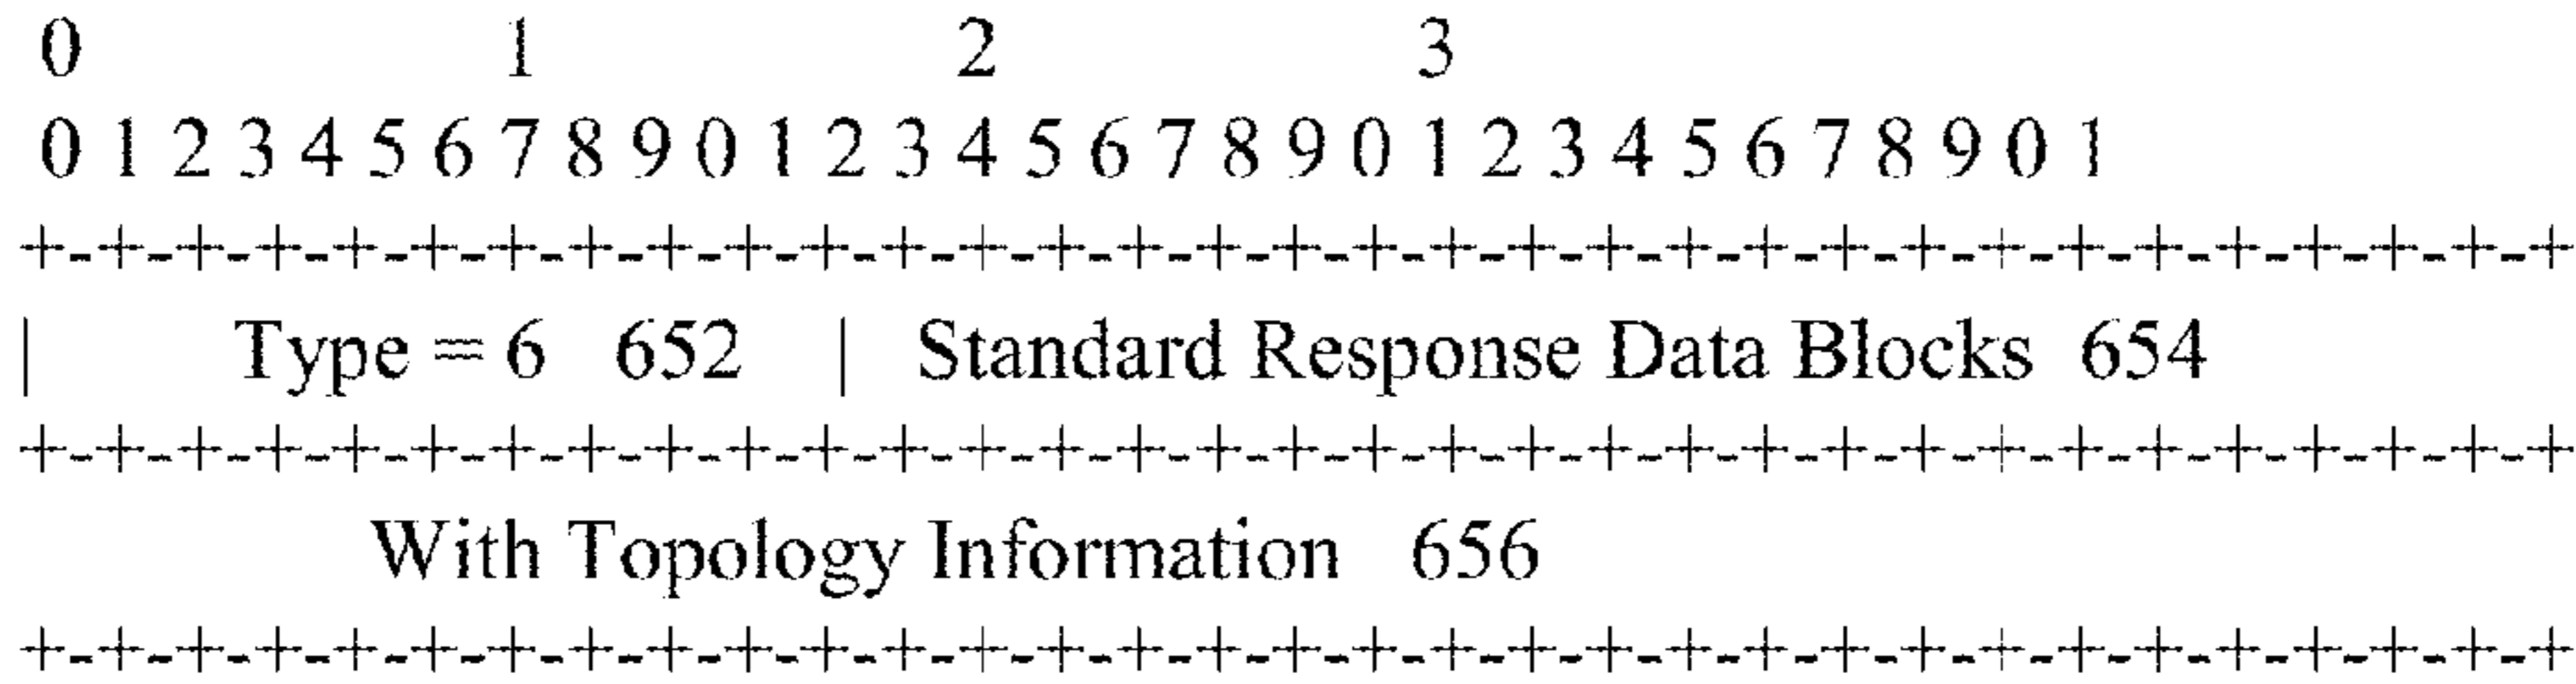 0 1 2 3
0 1 2 3 4 5 6 7 8 9 0 1 2 3 4 5 6 7 8 9 0 1 2 3 4 5 6 7 8 9 0 1
+-+-+-+-+-+-+-+-+-+-+-+-+-+-+-+-+-+-+-+-+-+-+-+-+-+-+-+-+-+-+-+-+
| Type = 6 652 | Standard Response Data Blocks 654
+-+-+-+-+-+-+-+-+-+-+-+-+-+-+-+-+-+-+-+-+-+-+-+-+-+-+-+-+-+-+-+-+
With Topology Information 656
+-+-+-+-+-+-+-+-+-+-+-+-+-+-+-+-+-+-+-+-+-+-+-+-+-+-+-+-+-+-+-+-+